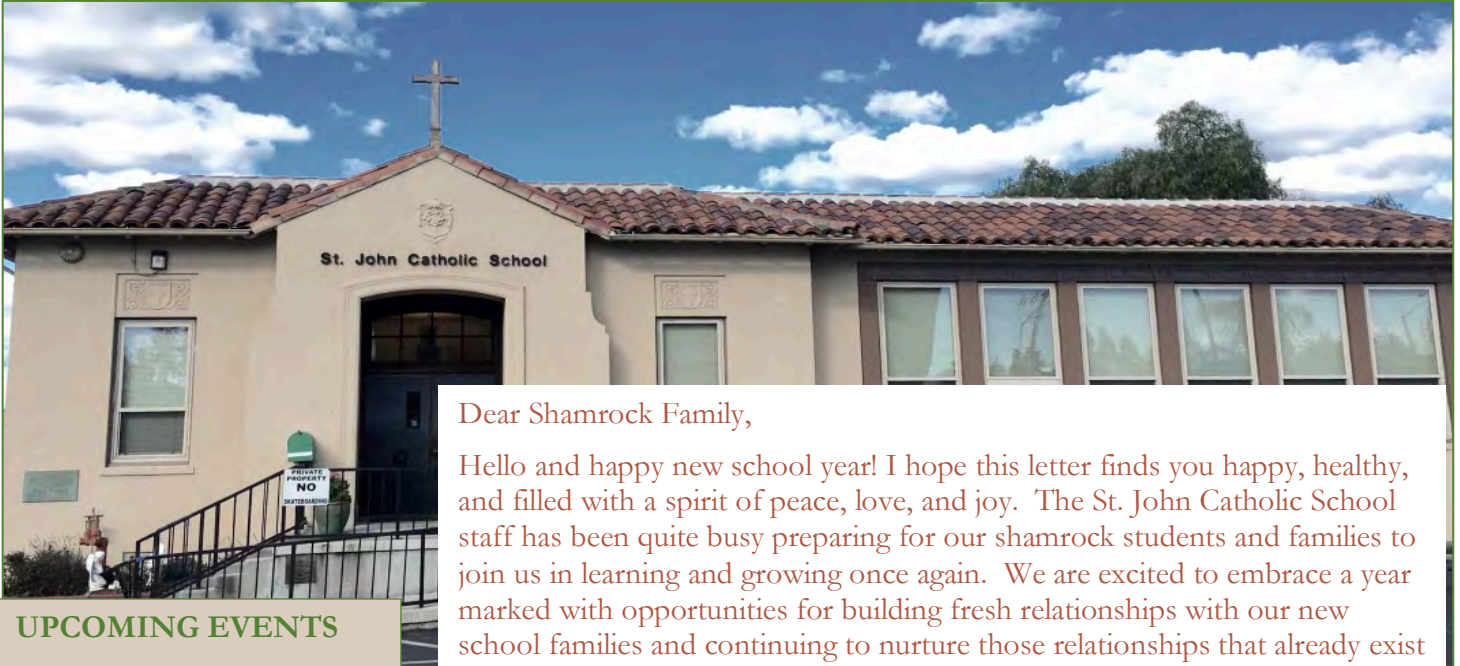 St. John Catholic School
PRIVATE
PROPERTY
NO
SKATEBOARDING
Dear Shamrock Family,
Hello and happy new school year! I hope this letter finds you happy, healthy,
and filled with a spirit of peace, love, and joy. The St. John Catholic School
staff has been quite busy preparing for our shamrock students and families to
join us in learning and growing once again. We are excited to embrace a year
marked with opportunities for building fresh relationships with our new
school families and continuing to nurture those relationships that already exist
UPCOMING EVENTS